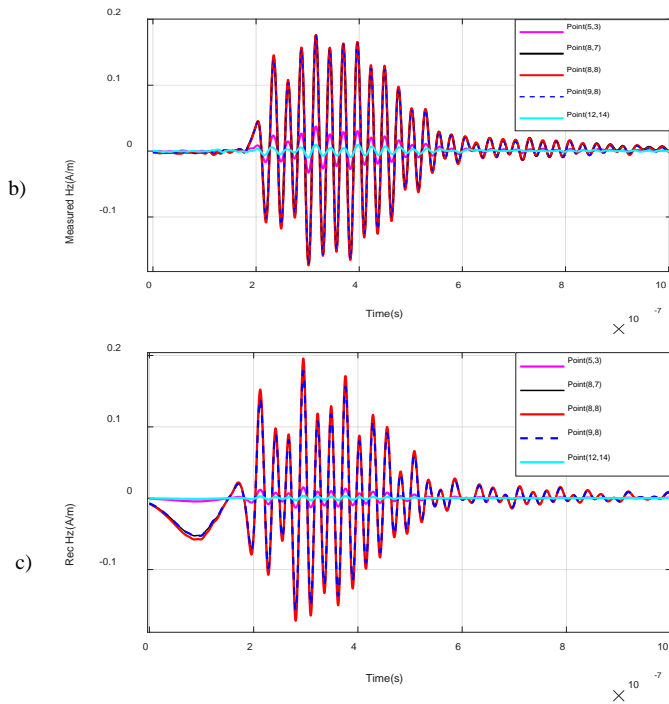 b)
Measured Hz(A/m)
0.2
0.1
0
-0.1
Point(5,3)
Point(8,7)
Point(8,8)
Point(9,8)
Point(12,14)
0 2 4 6 8 10
Time(s)
× 10 -7
c)
Rec Hz(A/m)
0.2
0.1
0
-0.1
Point(5,3)
Point(8,7)
Point(8,8)
Point(9,8)
Point(12,14)
0 2 4 6 8 10
Time(s)
× 10 -7